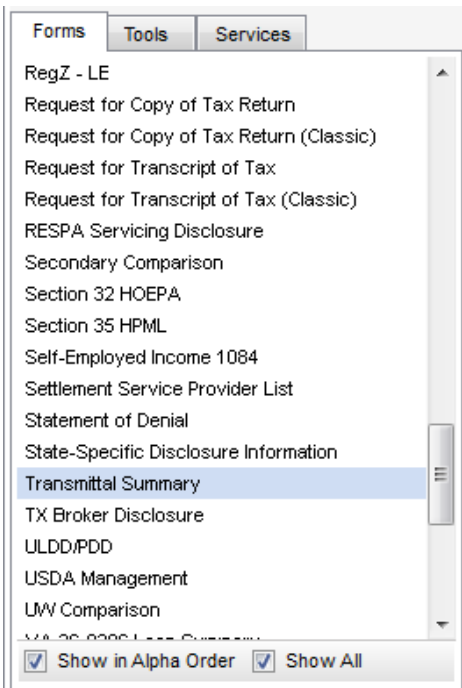 Forms Tools Services
RegZ - LE
Request for Copy of Tax Return
Request for Copy of Tax Return (Classic)
Request for Transcript of Tax
Request for Transcript of Tax (Classic)
RESPA Servicing Disclosure
Secondary Comparison
Section 32 HOEPA
Section 35 HPML
Self-Employed Income 1084
Settlement Service Provider List
Statement of Denial
State-Specific Disclosure Information
Transmittal Summary
TX Broker Disclosure
ULDD/PDD
USDA Management
UW Comparison
Show in Alpha Order Show All